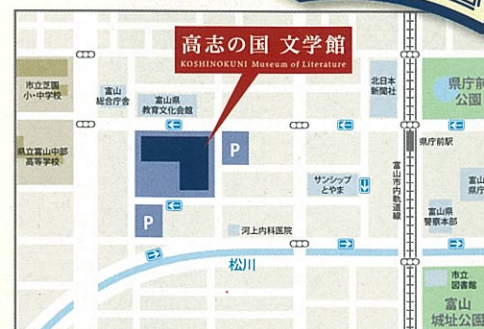 高志の国 文学館
KOSHINOKUNI Museum of Literature
市立芝園
小・中学校
富山
総合庁舎
富山県
教育文化会館
北日本
新聞社
県庁前
公園
県立富山中部
高等学校
P
県庁前駅
サンシップ
とやま
富山市内軌道線
富山
県庁
P
富山県
警察本部
河上内科医院
松川
市立
図書館
富山
城址公園